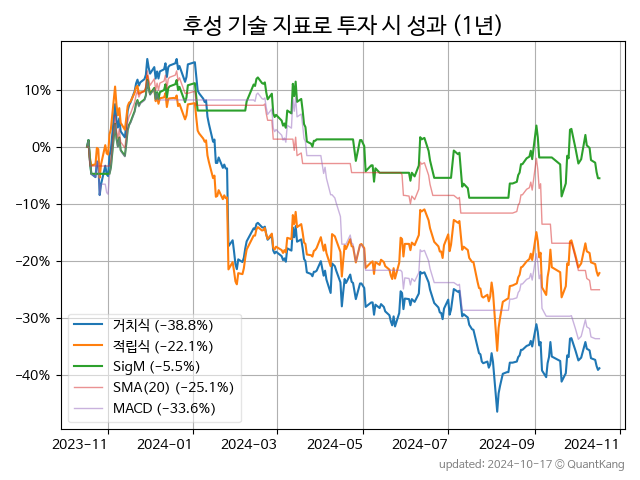 후성 기술 지표로 투자 시 성과 (1년)
10%
0%
−10%
−20%
−30%
−40%
거치식 (−38.8%)
적립식 (−22.1%)
SigM (−5.5%)
SMA(20) (−25.1%)
MACD (−33.6%)
2023−11 2024−01 2024−03 2024−05 2024−07 2024−09 2024−11
updated: 2024-10-17 © QuantKang